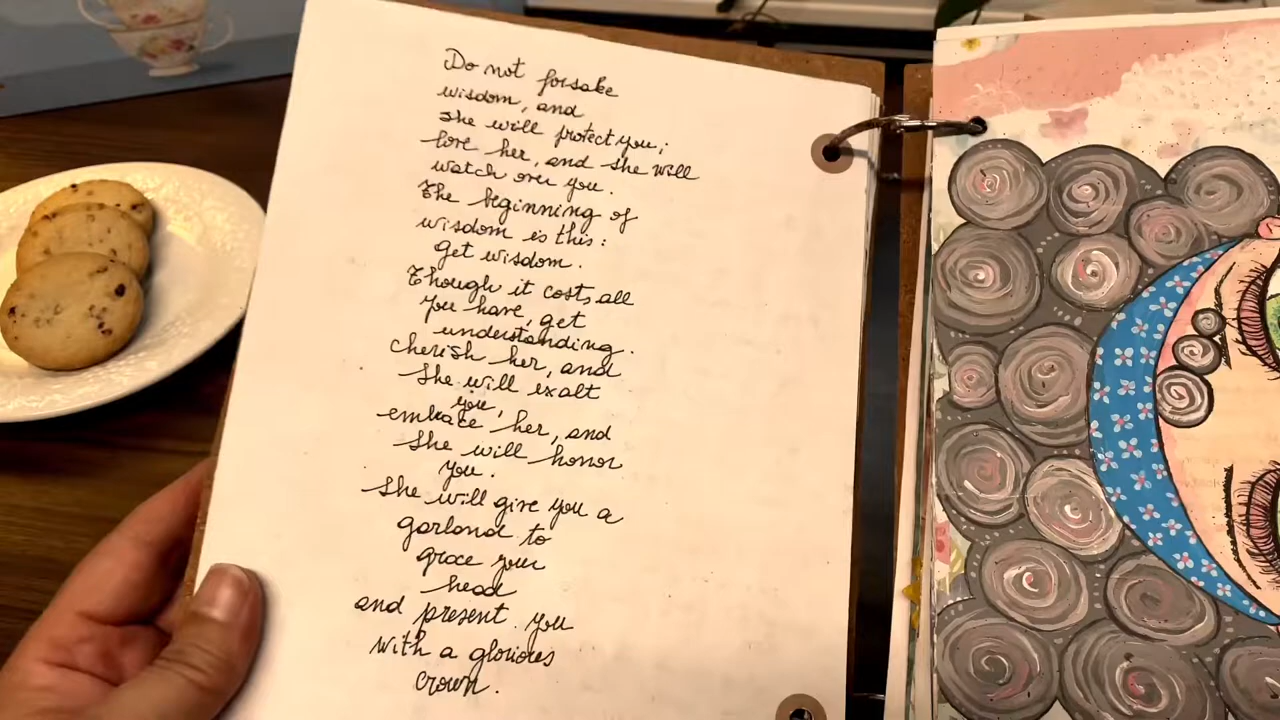 Do not forsake
wisdom, and
she will protect you;
love her, and she will
watch over you.
The beginning of
wisdom is this:
get wisdom.
Though it costs all
you have, get
understanding.
cherish her, and
she will exalt
you,
embrace her, and
she will honor
you.
She will give you a
garland to
grace your
head
and present you
with a glorioes
crown.